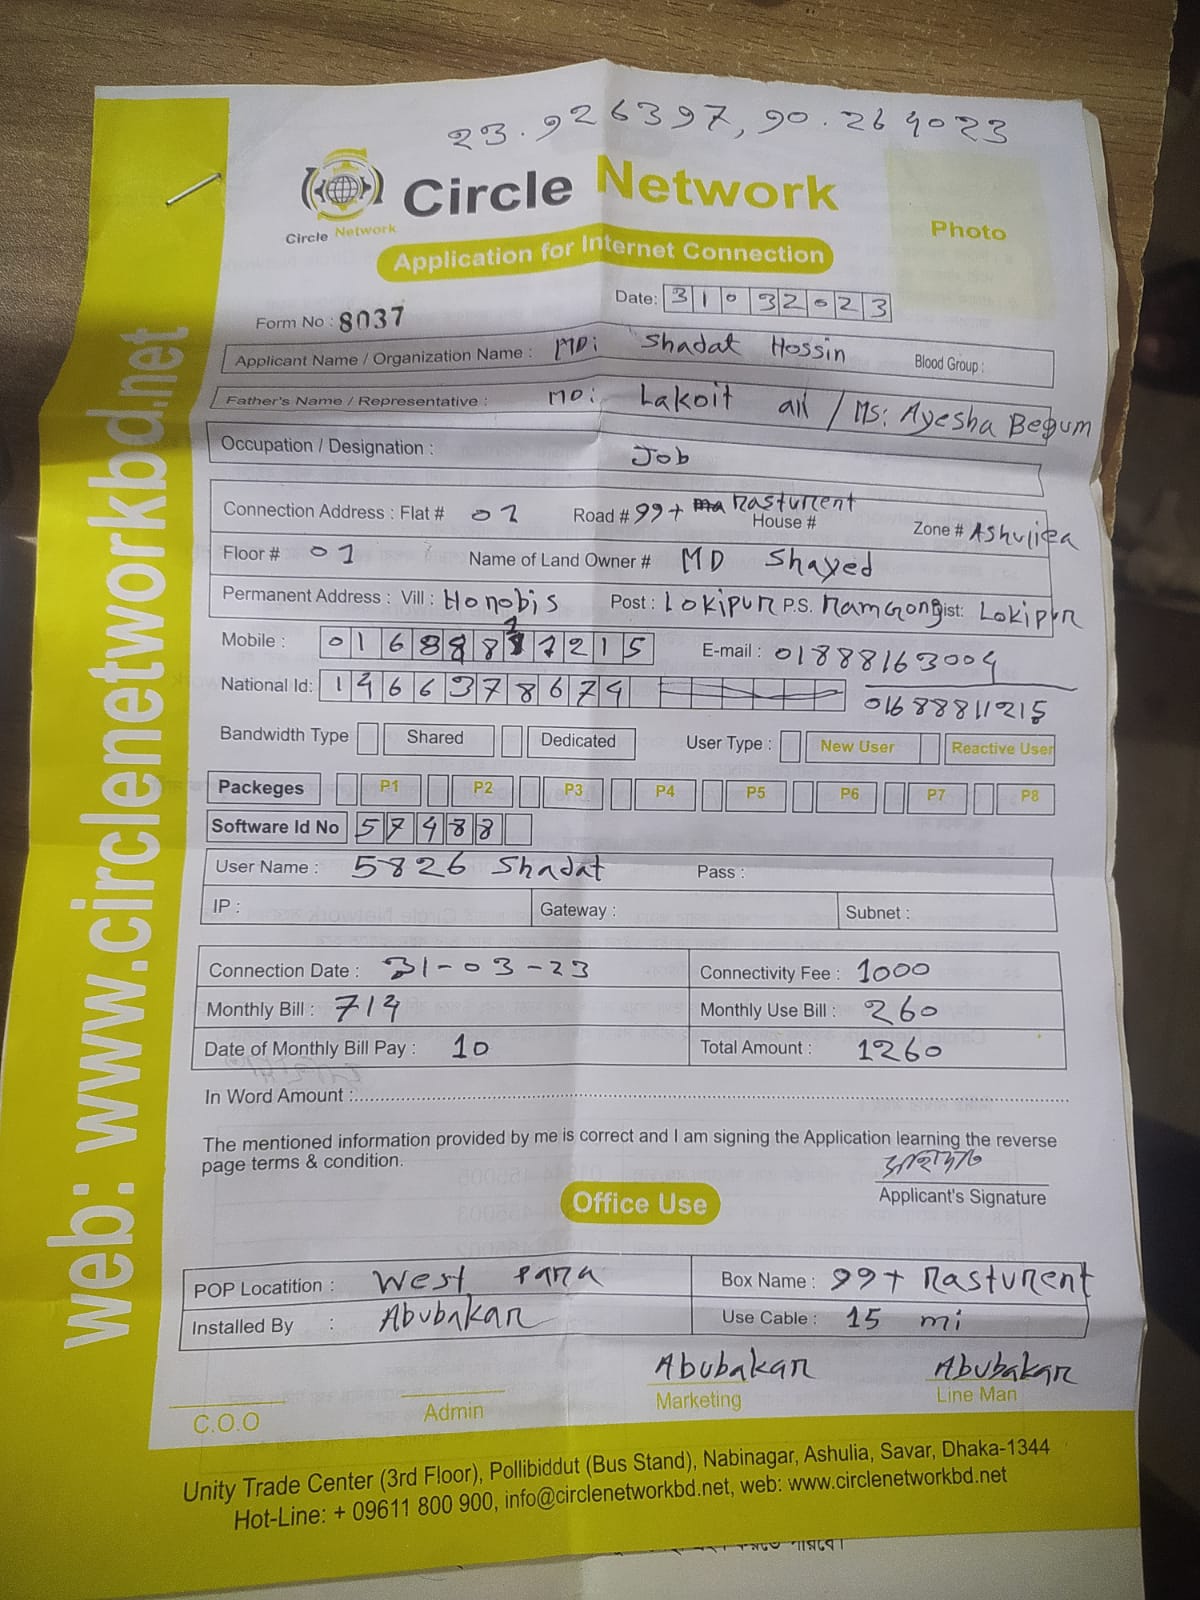 23.926397, 90.264023
Circle Network
Circle Network
Photo
Application for Internet Connection
Form No : 8037
Date: 31032023
Applicant Name / Organization Name : MD: Shadat Hossin Blood Group :
Father's Name / Representative : MD: Lakoit all / MS: Ayesha Begum
Occupation / Designation : Job
Connection Address : Flat # 01 Road # 99+ Rasturent House # Zone # Ashuliea
Floor # 01 Name of Land Owner # MD Shayed
Permanent Address : Vill : Honobis Post : Lokipur P.S. Ramgong Dist: Lokipur
Mobile : 01688817215 E-mail : 01888163004
National Id: 1466378674 01688811215
Bandwidth Type Shared Dedicated User Type : New User Reactive User
Packeges P1 P2 P3 P4 P5 P6 P7 P8
Software Id No 57488
User Name : 5826 Shadat Pass :
IP : Gateway : Subnet :
Connection Date : 31-03-23 Connectivity Fee : 1000
Monthly Bill : 714 Monthly Use Bill : 260
Date of Monthly Bill Pay : 10 Total Amount : 1260
In Word Amount :
The mentioned information provided by me is correct and I am signing the Application learning the reverse
page terms & condition.
সাহাদাত
Applicant's Signature
Office Use
POP Locatition : West para Box Name : 99+ Rasturent
Installed By : Abubakar Use Cable : 15 mi
Abubakar Abubakar
C.O.O Admin Marketing Line Man
Unity Trade Center (3rd Floor), Pollibiddut (Bus Stand), Nabinagar, Ashulia, Savar, Dhaka-1344
Hot-Line: + 09611 800 900, info@circlenetworkbd.net, web: www.circlenetworkbd.net
web: www.circlenetworkbd.net